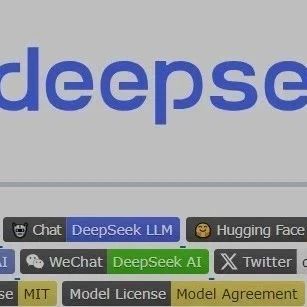 deepse
Chat DeepSeek LLM Hugging Face
AI WeChat DeepSeek AI Twitter
se MIT Model License Model Agreement